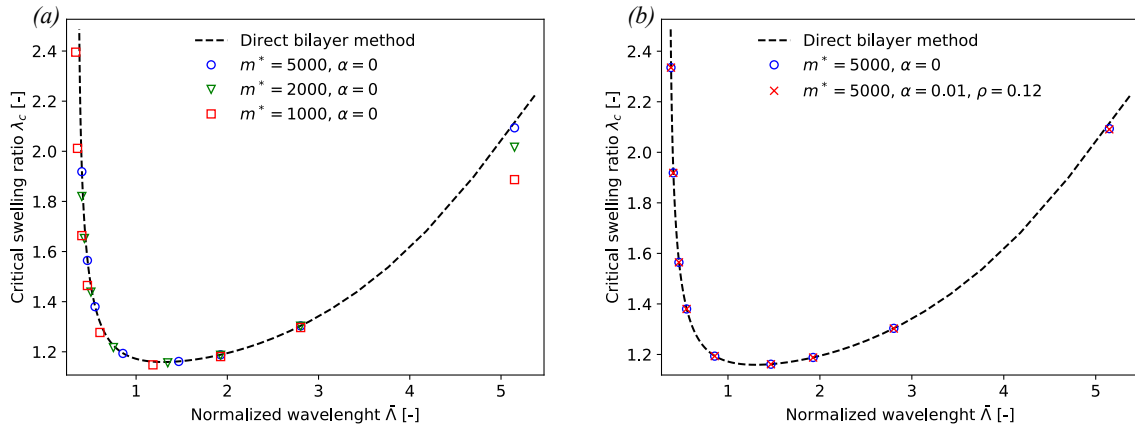 (a)
Direct bilayer method
m* = 5000, α = 0
m* = 2000, α = 0
m* = 1000, α = 0
2.4
2.2
2.0
1.8
1.6
1.4
1.2
Critical swelling ratio λc [-]
1 2 3 4 5
Normalized wavelenght Λ̄ [-]
(b)
Direct bilayer method
m* = 5000, α = 0
m* = 5000, α = 0.01, ρ = 0.12
2.4
2.2
2.0
1.8
1.6
1.4
1.2
Critical swelling ratio λc [-]
1 2 3 4 5
Normalized wavelenght Λ̄ [-]